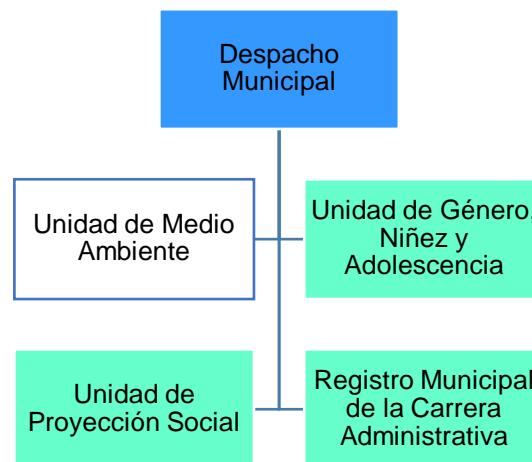 Despacho
Municipal
Unidad de Medio
Ambiente
Unidad de Género,
Niñez y
Adolescencia
Unidad de
Proyección Social
Registro Municipal
de la Carrera
Administrativa